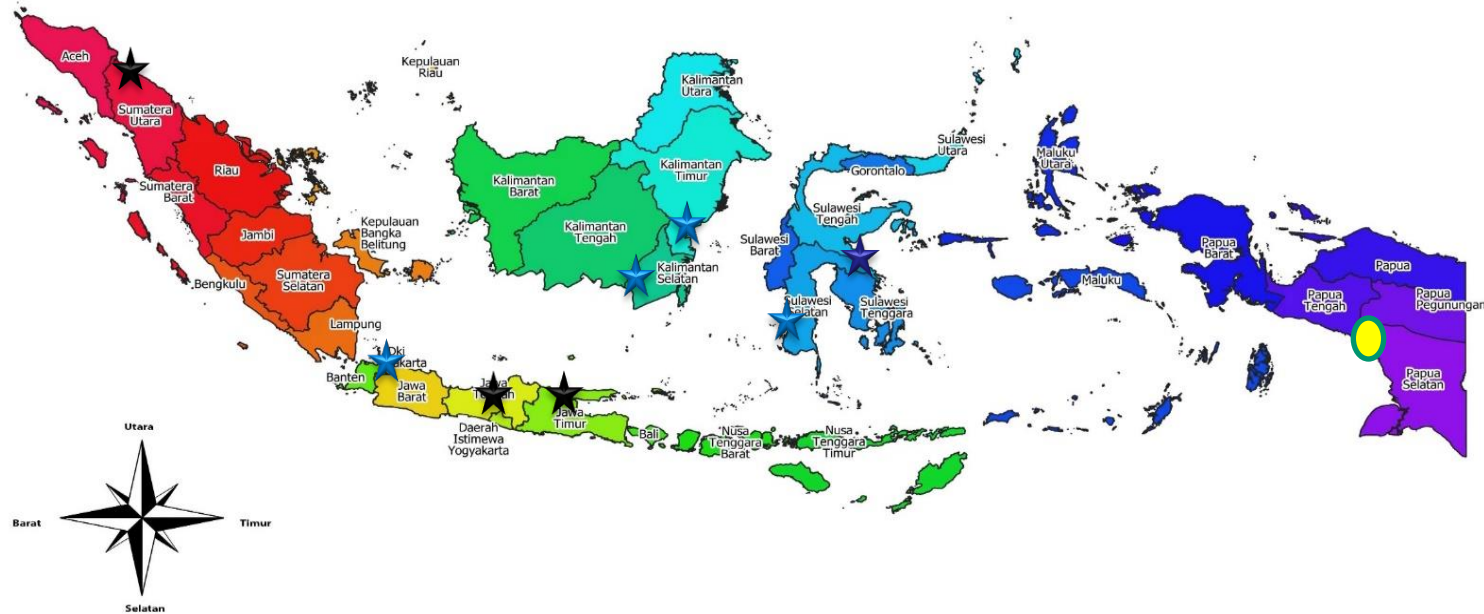 Aceh
Sumatera
Utara
Riau
Sumatera
Barat
Jambi
Bengkulu
Sumatera
Selatan
Lampung
Kepulauan
Bangka
Belitung
Kepulauan
Riau
Banten
Jawa
Barat
Daerah
Istimewa
Yogyakarta
Jawa
Timur
Bali
Nusa
Tenggara
Barat
Nusa
Tenggara
Timur
Kalimantan
Barat
Kalimantan
Tengah
Kalimantan
Selatan
Kalimantan
Timur
Kalimantan
Utara
Sulawesi
Utara
Gorontalo
Sulawesi
Tengah
Sulawesi
Barat
Sulawesi
Tenggara
Maluku
Utara
Maluku
Papua
Barat
Papua
Tengah
Papua
Papua
Pegunungan
Papua
Selatan
Utara
Barat
Timur
Selatan